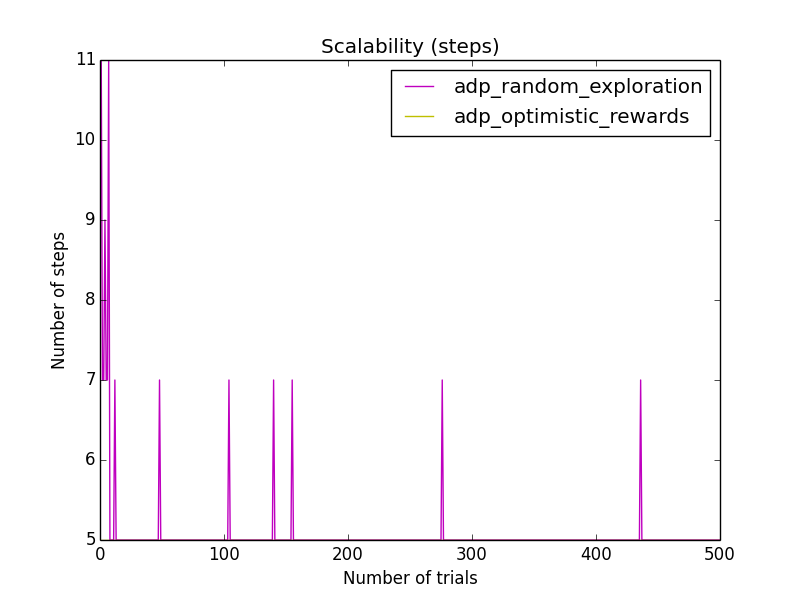 Scalability (steps)
adp_random_exploration
adp_optimistic_rewards
11
10
9
8
7
6
5
Number of steps
0 100 200 300 400 500
Number of trials